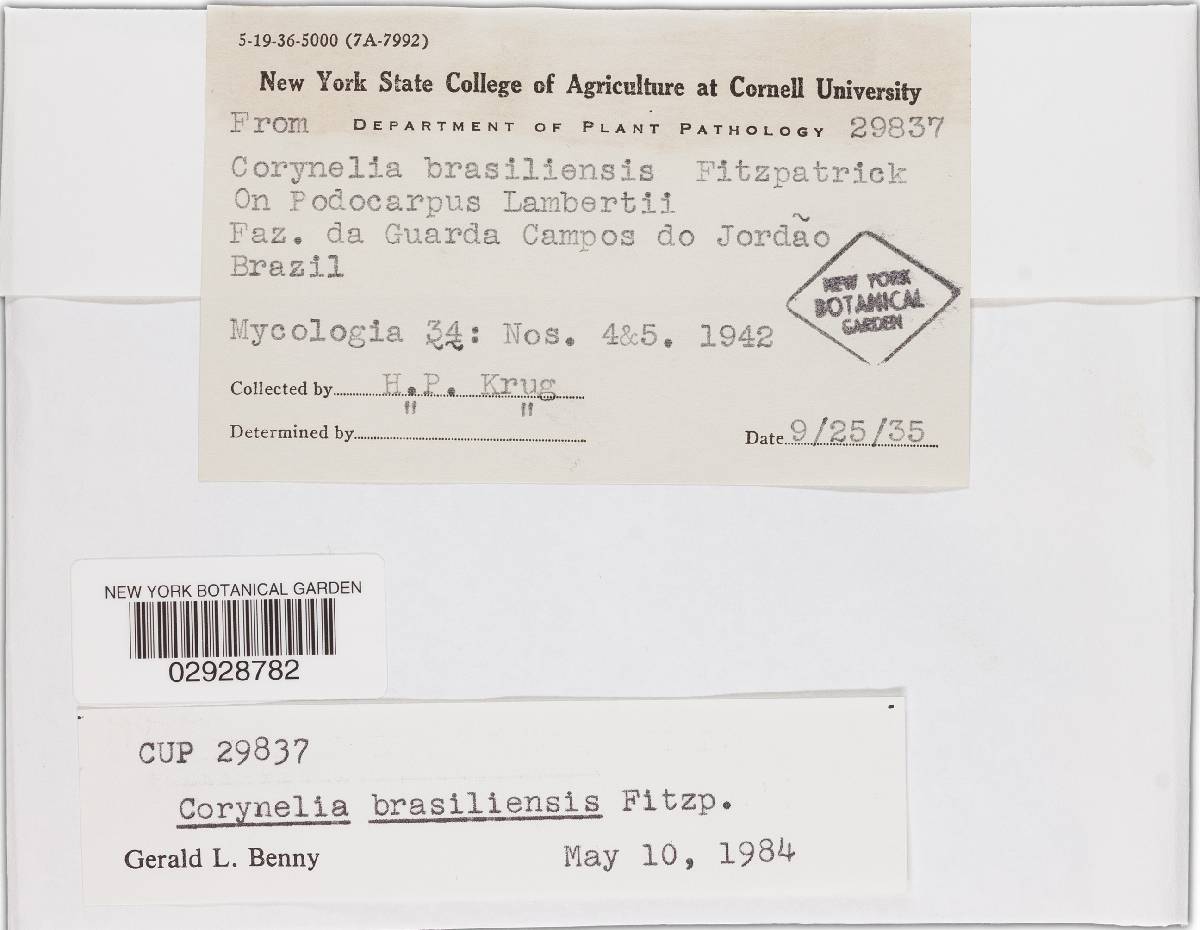 5-19-36-5000 (7A-7992)
New York State College of Agriculture at Cornell University
From DEPARTMENT OF PLANT PATHOLOGY 29837
Corynelia brasiliensis Fitzpatrick
On Podocarpus Lambertii
Faz. da Guarda Campos do Jordão
Brazil
NEW YORK
BOTANICAL
GARDEN
Mycologia 34: Nos. 4&5. 1942
Collected by H.P. Krug
Determined by " "
Date 9/25/35
NEW YORK BOTANICAL GARDEN
02928782
CUP 29837
Corynelia brasiliensis Fitzp.
Gerald L. Benny May 10, 1984